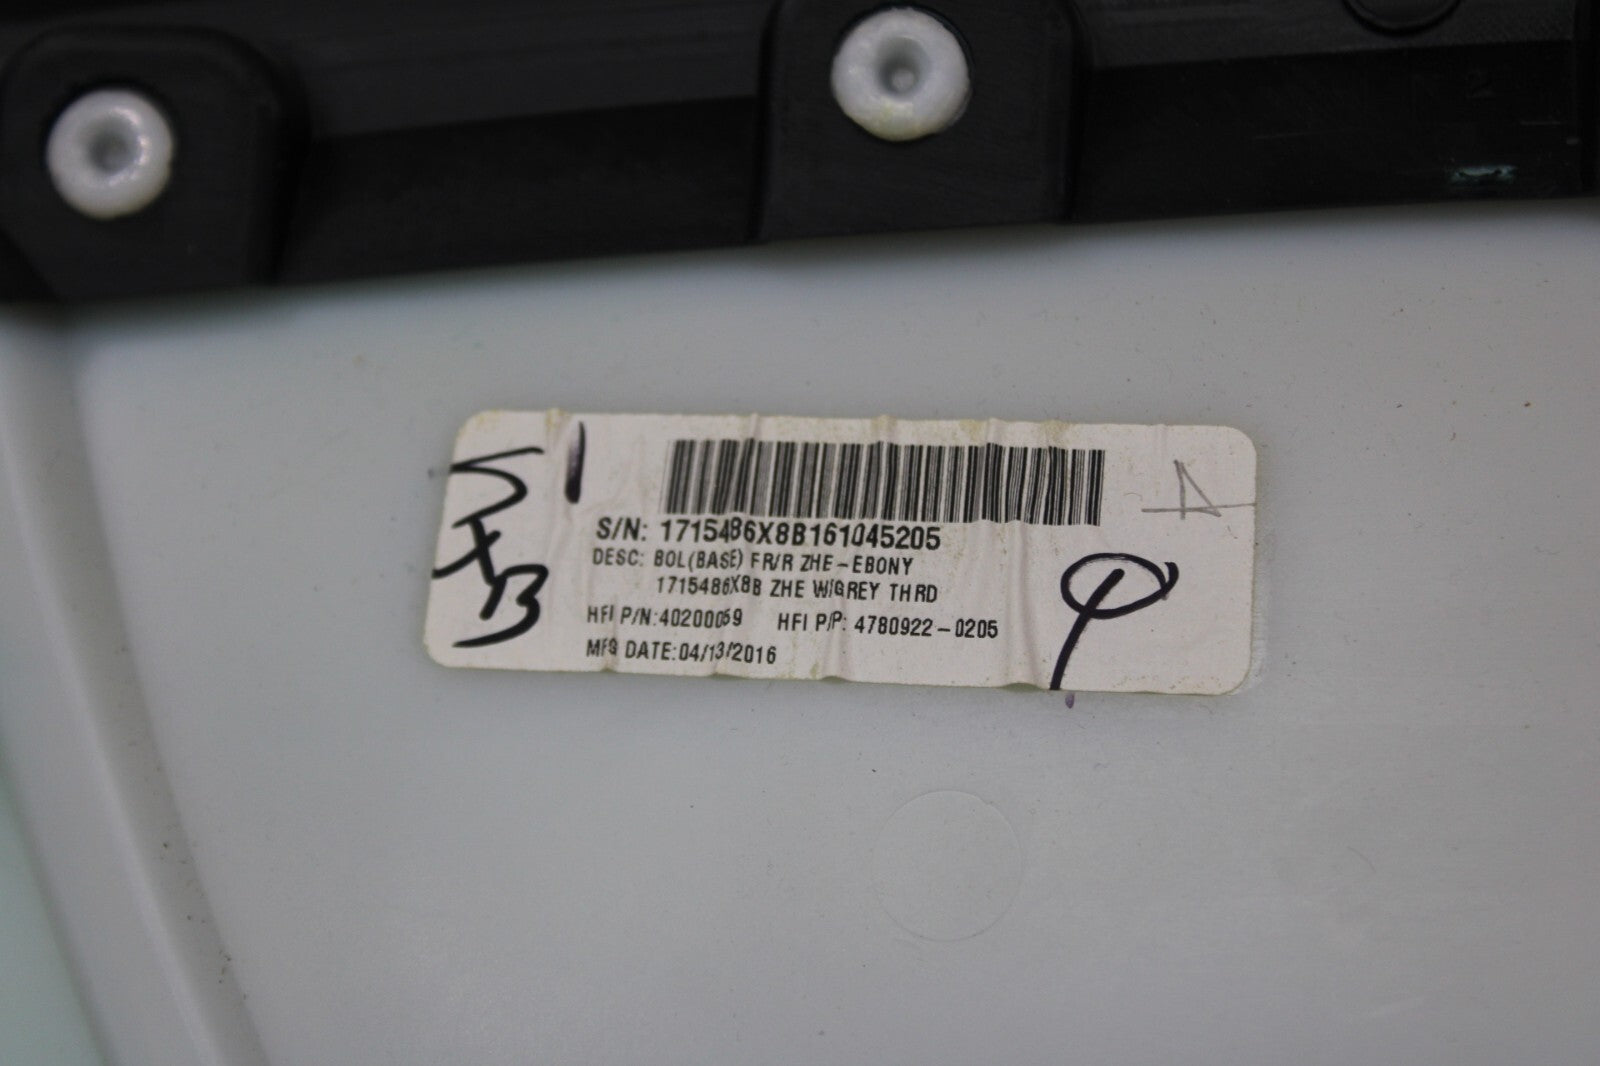 S/N: 1715486X8B161045205
DESC: BOL(BASE) FR/R ZHE-EBONY
1715486X8B ZHE W/GREY THRD
HFI P/N:40200069 HFI P/P: 4780922-0205
MFG DATE:04/13/2016